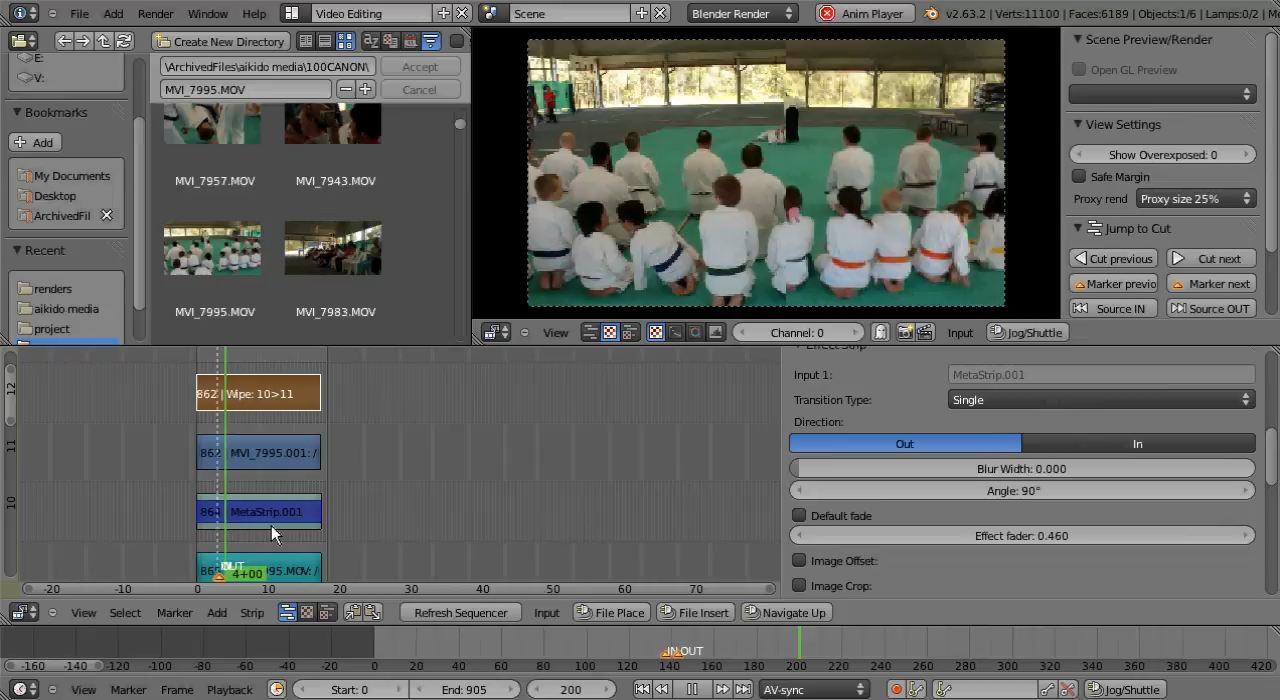 File Add Render Window Help Video Editing Scene Blender Render Anim Player v2.63.2 | Verts:11100 | Faces:6189 | Objects:1/6 | Lamps:0/2 |
Create New Directory
E:
V:
Bookmarks
Add
My Documents
Desktop
ArchivedFil
Recent
renders
aikido media
project
\ArchivedFiles\aikido media\100CANON\ Accept
MVI_7995.MOV Cancel
MVI_7957.MOV MVI_7943.MOV
MVI_7995.MOV MVI_7983.MOV
View Channel: 0 Input Jog/Shuttle
Scene Preview/Render
Open GL Preview
View Settings
Show Overexposed: 0
Safe Margin
Proxy rend Proxy size 25%
Jump to Cut
Cut previous Cut next
Marker previo Marker next
Source IN Source OUT
12
11
10
862 | Wipe: 10>11
862 MVI_7995.001: /
864 MetaStrip.001
95.MOV: /
OUT
4+00
-20 -10 0 10 20 30 40 50 60 70
View Select Marker Add Strip Refresh Sequencer Input File Place File Insert Navigate Up
Effect Strip
Input 1: MetaStrip.001
Transition Type: Single
Direction:
Out In
Blur Width: 0.000
Angle: 90°
Default fade
Effect fader: 0.460
Image Offset:
Image Crop:
IN OUT
-160 -140 -120 -100 -80 -60 -40 -20 0 20 40 60 80 100 120 140 160 180 200 220 240 260 280 300 320 340 360 380 400 420
View Marker Frame Playback Start: 0 End: 905 200 AV-sync Jog/Shuttle